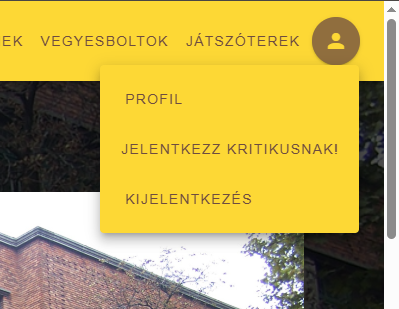 EK VEGYESBOLTOK JÁTSZÓTEREK
PROFIL
JELENTKEZZ KRITIKUSNAK!
KIJELENTKEZÉS